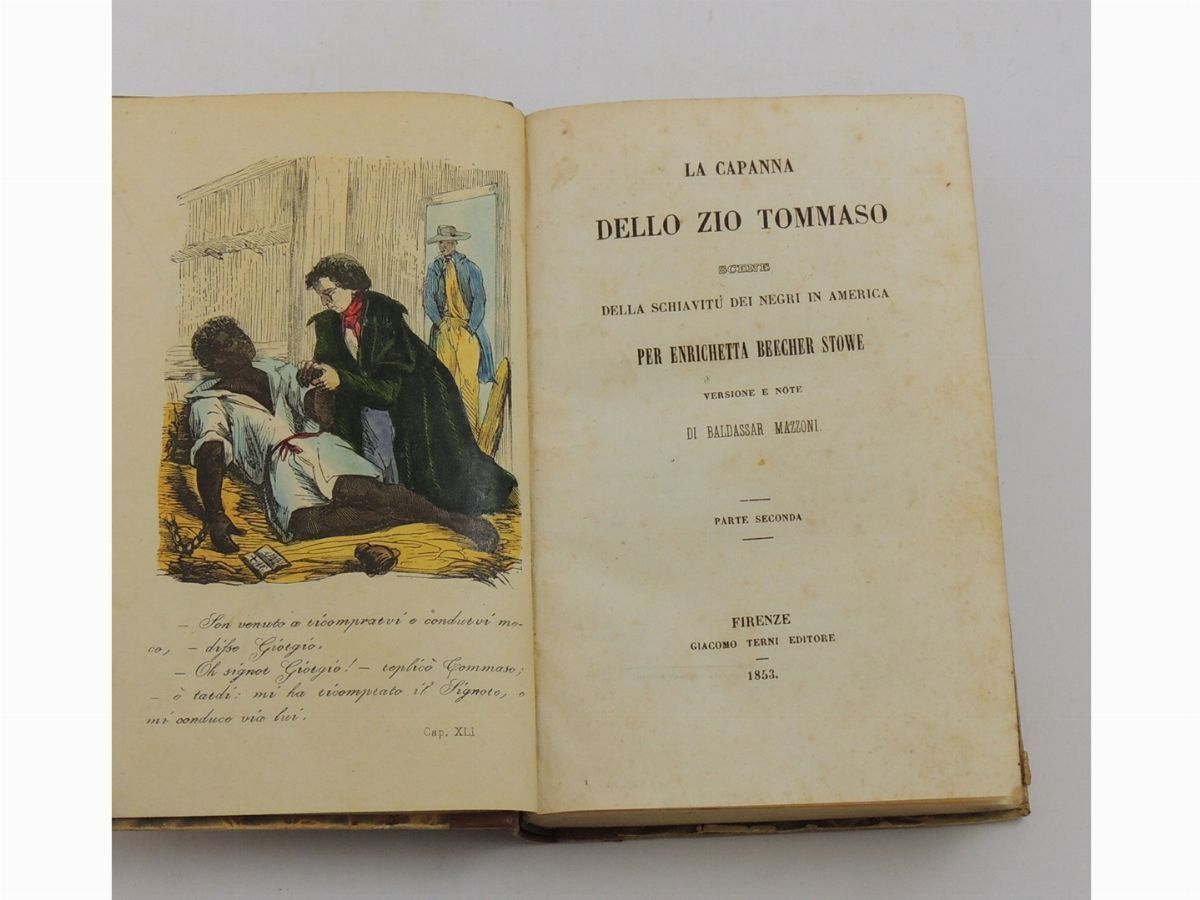 — Son venuto a ricomprarvi e condurvi me-
co, — disse Giorgio.
— Oh signor Giorgio! — replicò Tommaso;
— è tardi: mi ha ricomprato il Signore, e
mi conduce via lui.
Cap. XLI
LA CAPANNA
DELLO ZIO TOMMASO
SCENE
DELLA SCHIAVITÙ DEI NEGRI IN AMERICA
PER ENRICHETTA BEECHER STOWE
VERSIONE E NOTE
DI BALDASSAR MAZZONI.
PARTE SECONDA
FIRENZE
GIACOMO TERNI EDITORE
1853.